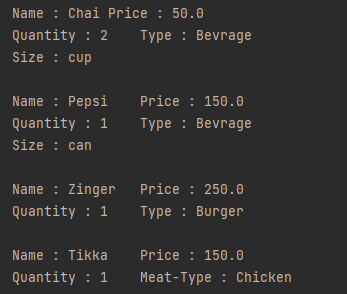 Name : Chai Price : 50.0
Quantity : 2    Type : Bevrage
Size : cup

Name : Pepsi    Price : 150.0
Quantity : 1    Type : Bevrage
Size : can

Name : Zinger   Price : 250.0
Quantity : 1    Type : Burger

Name : Tikka    Price : 150.0
Quantity : 1    Meat-Type : Chicken